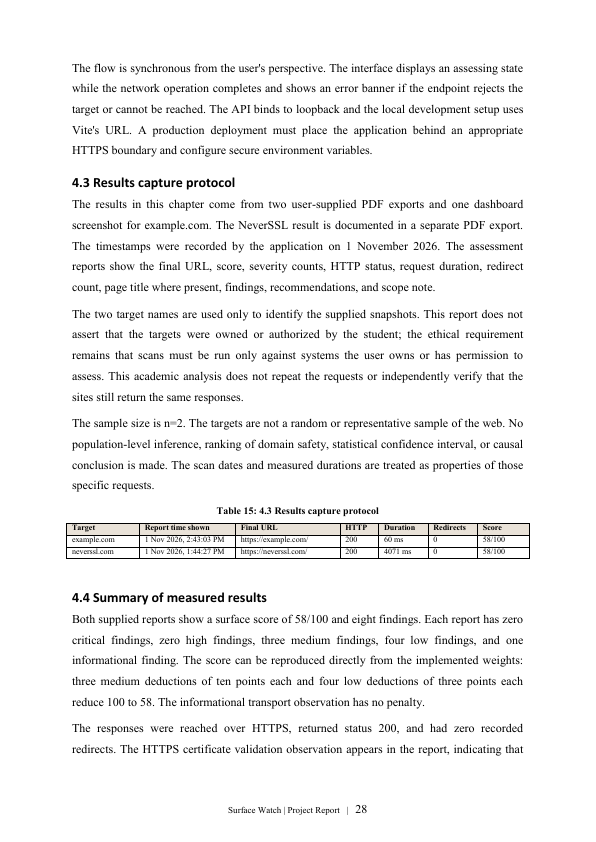 The flow is synchronous from the user's perspective. The interface displays an assessing state
while the network operation completes and shows an error banner if the endpoint rejects the
target or cannot be reached. The API binds to loopback and the local development setup uses
Vite's URL. A production deployment must place the application behind an appropriate
HTTPS boundary and configure secure environment variables.
4.3 Results capture protocol
The results in this chapter come from two user-supplied PDF exports and one dashboard
screenshot for example.com. The NeverSSL result is documented in a separate PDF export.
The timestamps were recorded by the application on 1 November 2026. The assessment
reports show the final URL, score, severity counts, HTTP status, request duration, redirect
count, page title where present, findings, recommendations, and scope note.
The two target names are used only to identify the supplied snapshots. This report does not
assert that the targets were owned or authorized by the student; the ethical requirement
remains that scans must be run only against systems the user owns or has permission to
assess. This academic analysis does not repeat the requests or independently verify that the
sites still return the same responses.
The sample size is n=2. The targets are not a random or representative sample of the web. No
population-level inference, ranking of domain safety, statistical confidence interval, or causal
conclusion is made. The scan dates and measured durations are treated as properties of those
specific requests.
Table 15: 4.3 Results capture protocol
Target Report time shown Final URL HTTP Duration Redirects Score
example.com 1 Nov 2026, 2:43:03 PM https://example.com/ 200 60 ms 0 58/100
neverssl.com 1 Nov 2026, 1:44:27 PM https://neverssl.com/ 200 4071 ms 0 58/100
4.4 Summary of measured results
Both supplied reports show a surface score of 58/100 and eight findings. Each report has zero
critical findings, zero high findings, three medium findings, four low findings, and one
informational finding. The score can be reproduced directly from the implemented weights:
three medium deductions of ten points each and four low deductions of three points each
reduce 100 to 58. The informational transport observation has no penalty.
The responses were reached over HTTPS, returned status 200, and had zero recorded
redirects. The HTTPS certificate validation observation appears in the report, indicating that
Surface Watch | Project Report | 28